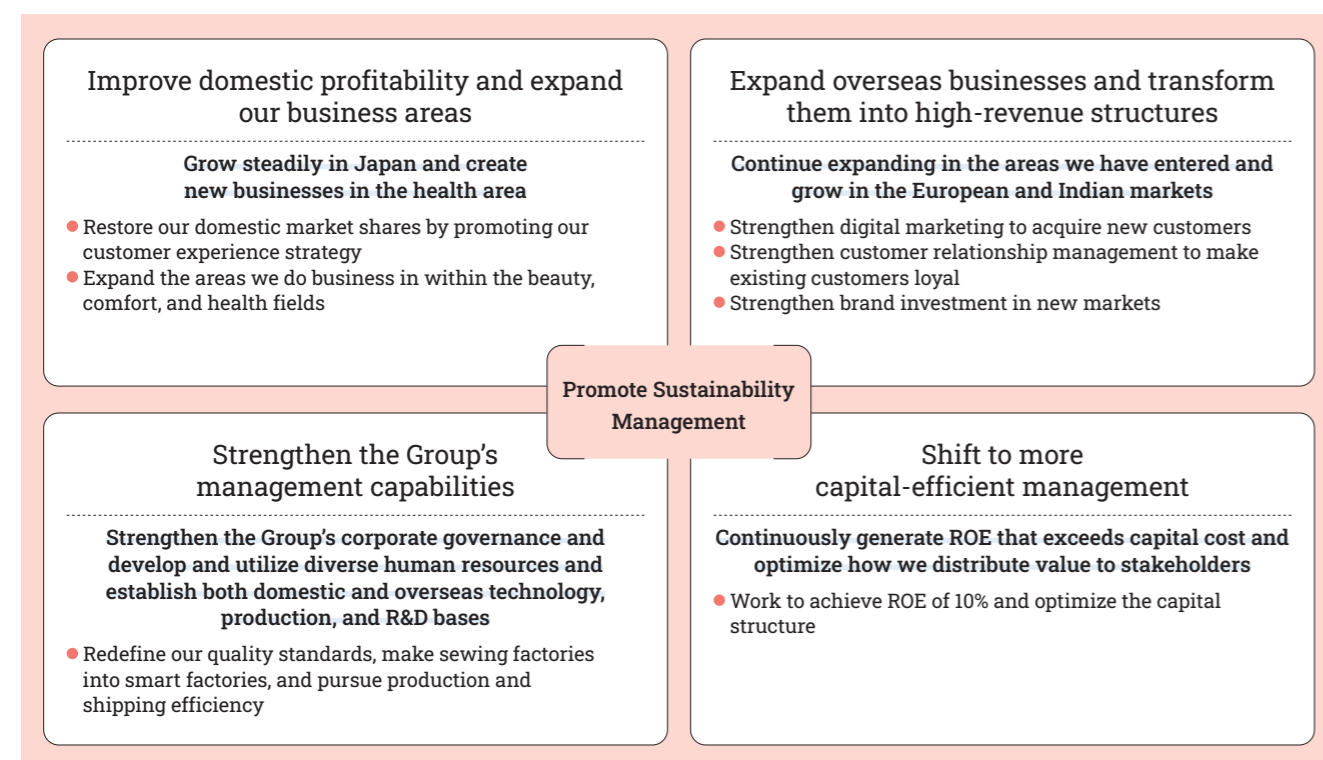 Improve domestic profitability and expand
our business areas
Grow steadily in Japan and create
new businesses in the health area
● Restore our domestic market shares by promoting our
customer experience strategy
● Expand the areas we do business in within the beauty,
comfort, and health fields
Expand overseas businesses and transform
them into high-revenue structures
Continue expanding in the areas we have entered and
grow in the European and Indian markets
● Strengthen digital marketing to acquire new customers
● Strengthen customer relationship management to make
existing customers loyal
● Strengthen brand investment in new markets
Promote Sustainability
Management
Strengthen the Group’s
management capabilities
Strengthen the Group’s corporate governance and
develop and utilize diverse human resources and
establish both domestic and overseas technology,
production, and R&D bases
● Redefine our quality standards, make sewing factories
into smart factories, and pursue production and
shipping efficiency
Shift to more
capital-efficient management
Continuously generate ROE that exceeds capital cost and
optimize how we distribute value to stakeholders
● Work to achieve ROE of 10% and optimize the capital
structure